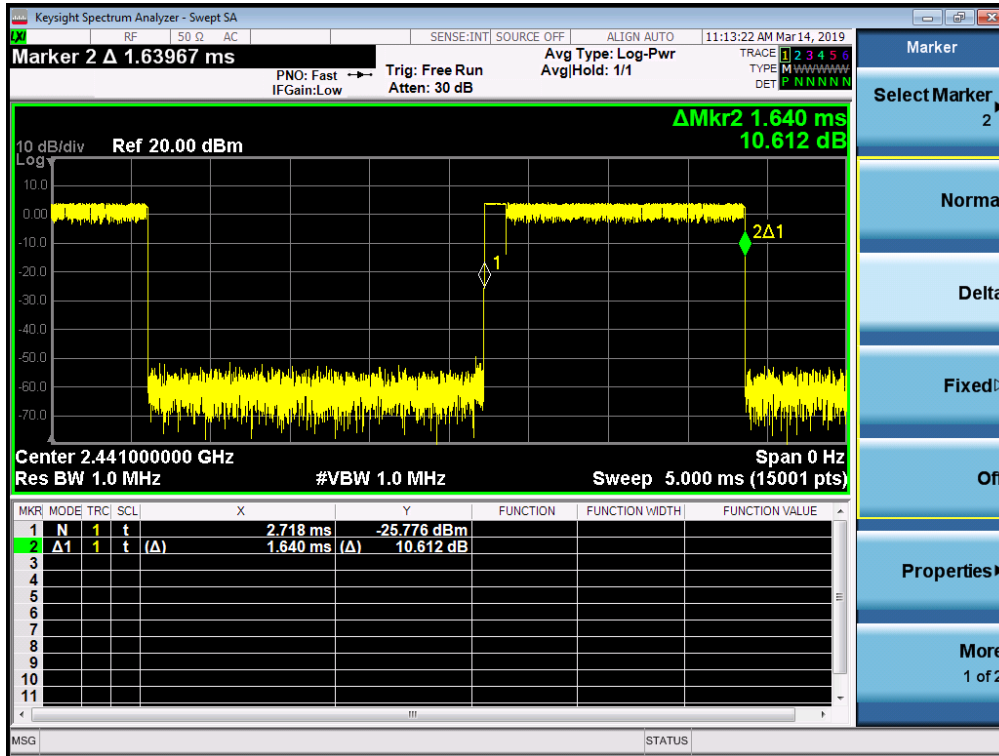 Keysight Spectrum Analyzer - Swept SA
LXI RF 50 Ω AC SENSE:INT SOURCE OFF ALIGN AUTO 11:13:22 AM Mar 14, 2019
Marker 2 Δ 1.63967 ms
PNO: Fast
IFGain:Low
Trig: Free Run
Atten: 30 dB
Avg Type: Log-Pwr
Avg|Hold: 1/1
TRACE 1 2 3 4 5 6
TYPE M WWWWW
DET P N N N N N
ΔMkr2 1.640 ms
10.612 dB
10 dB/div Ref 20.00 dBm
Log
10.0
0.00
-10.0
-20.0
-30.0
-40.0
-50.0
-60.0
-70.0
1
2Δ1
Center 2.441000000 GHz Span 0 Hz
Res BW 1.0 MHz #VBW 1.0 MHz Sweep 5.000 ms (15001 pts)
MKR MODE TRC SCL X Y FUNCTION FUNCTION WIDTH FUNCTION VALUE
1 N 1 t 2.718 ms -25.776 dBm
2 Δ1 1 t (Δ) 1.640 ms (Δ) 10.612 dB
3
4
5
6
7
8
9
10
11
MSG STATUS
Marker
Select Marker
2
Norma
Delta
Fixed
Off
Properties
More
1 of 2